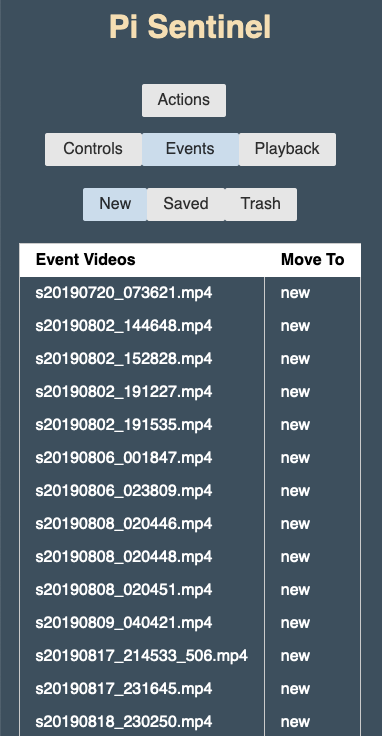 Pi Sentinel
Actions
Controls Events Playback
New Saved Trash
Event Videos Move To
s20190720_073621.mp4 new
s20190802_144648.mp4 new
s20190802_152828.mp4 new
s20190802_191227.mp4 new
s20190802_191535.mp4 new
s20190806_001847.mp4 new
s20190806_023809.mp4 new
s20190808_020446.mp4 new
s20190808_020448.mp4 new
s20190808_020451.mp4 new
s20190809_040421.mp4 new
s20190817_214533_506.mp4 new
s20190817_231645.mp4 new
s20190818_230250.mp4 new